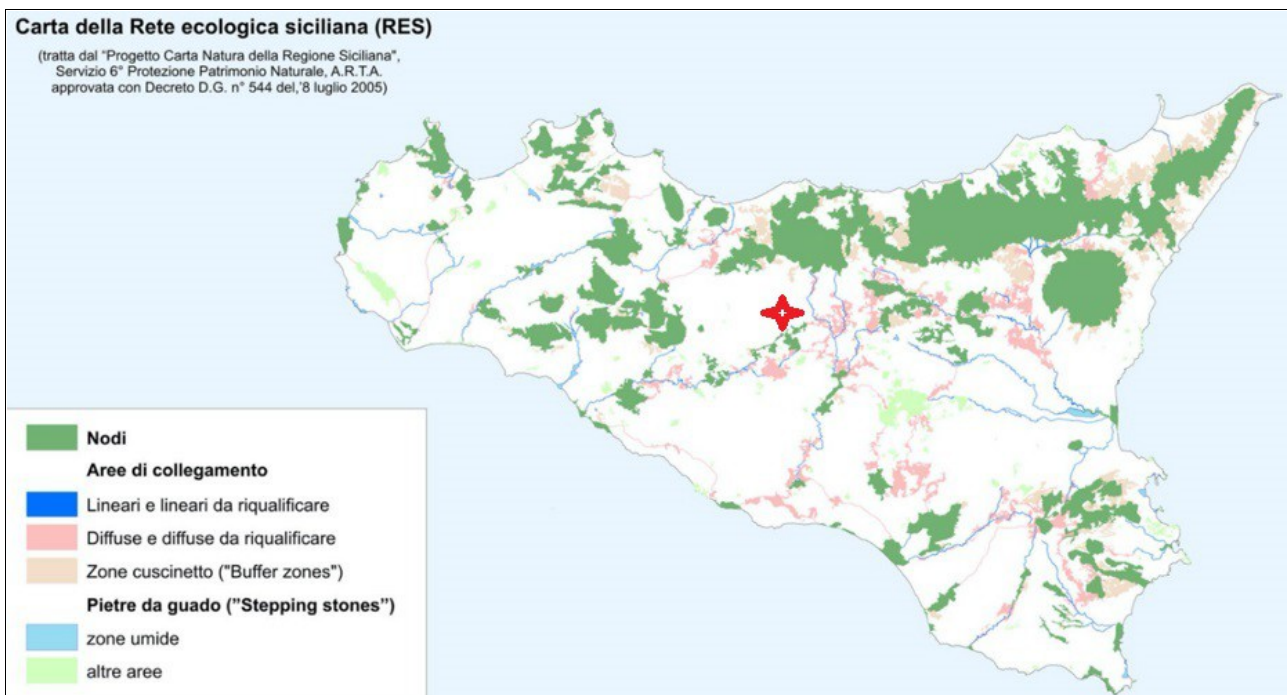 Carta della Rete ecologica siciliana (RES)
(tratta dal "Progetto Carta Natura della Regione Siciliana",
Servizio 6° Protezione Patrimonio Naturale, A.R.T.A.
approvata con Decreto D.G. n° 544 del,'8 luglio 2005)
Nodi
Aree di collegamento
Lineari e lineari da riqualificare
Diffuse e diffuse da riqualificare
Zone cuscinetto ("Buffer zones")
Pietre da guado ("Stepping stones")
zone umide
altre aree